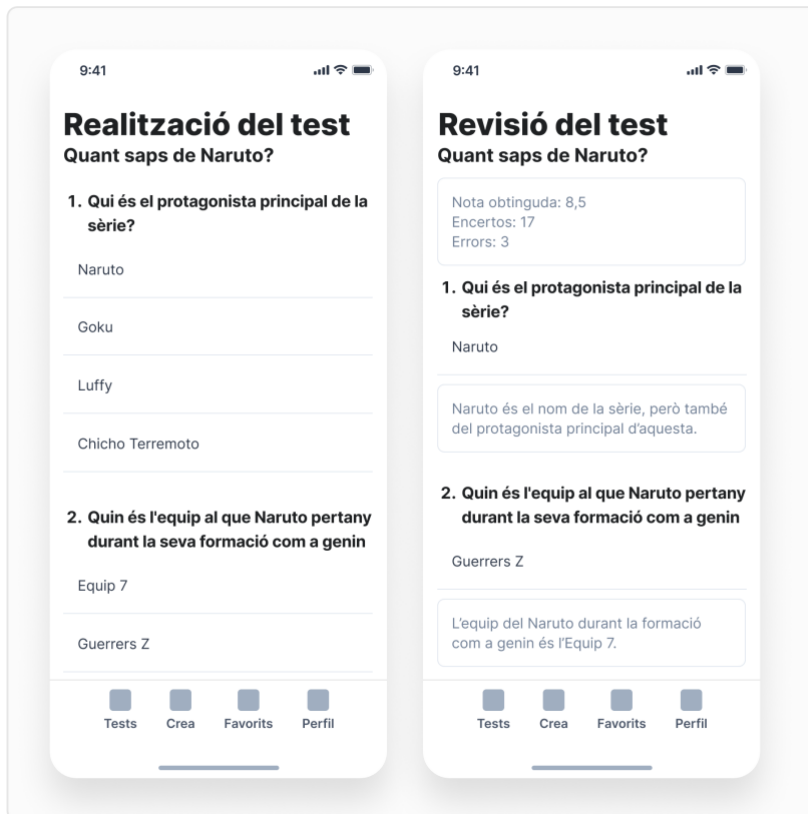 9:41
Realització del test
Quant saps de Naruto?
1. Qui és el protagonista principal de la
sèrie?
Naruto
Goku
Luffy
Chicho Terremoto
2. Quin és l'equip al que Naruto pertany
durant la seva formació com a genin
Equip 7
Guerrers Z
Tests Crea Favorits Perfil
9:41
Revisió del test
Quant saps de Naruto?
Nota obtinguda: 8,5
Encerts: 17
Errors: 3
1. Qui és el protagonista principal de la
sèrie?
Naruto
Naruto és el nom de la sèrie, però també
del protagonista principal d'aquesta.
2. Quin és l'equip al que Naruto pertany
durant la seva formació com a genin
Guerrers Z
L'equip del Naruto durant la formació
com a genin és l'Equip 7.
Tests Crea Favorits Perfil